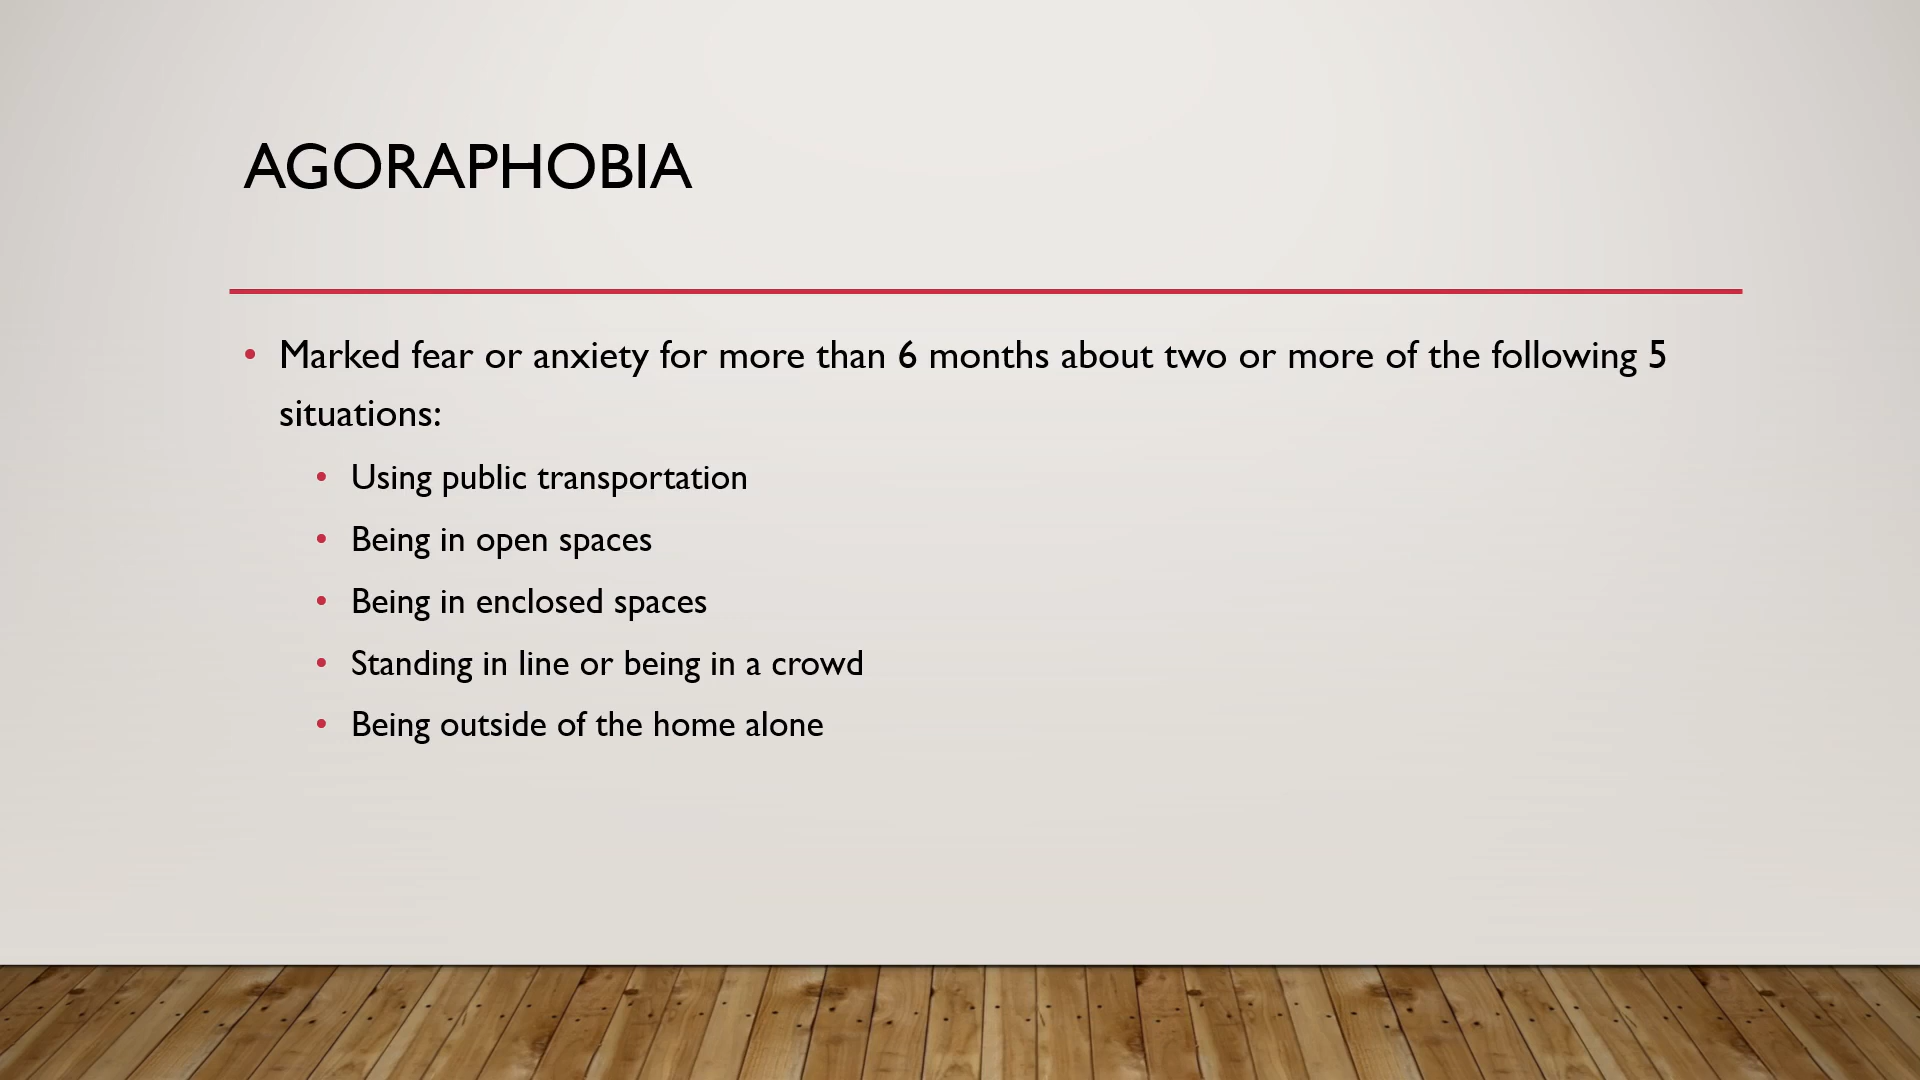 AGORAPHOBIA
• Marked fear or anxiety for more than 6 months about two or more of the following 5
situations:
• Using public transportation
• Being in open spaces
• Being in enclosed spaces
• Standing in line or being in a crowd
• Being outside of the home alone